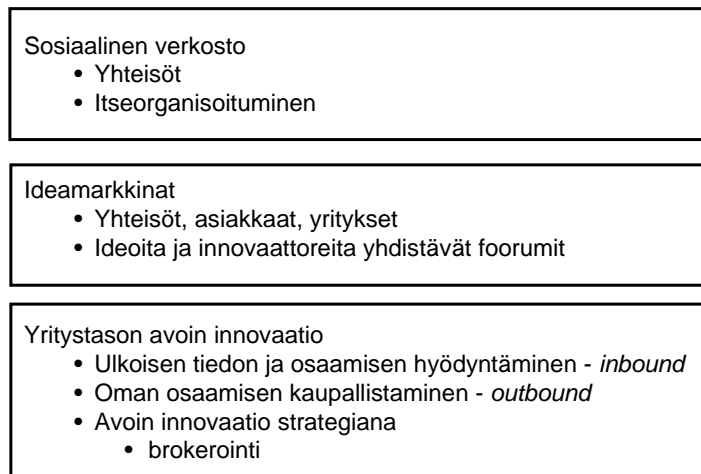 Sosiaalinen verkosto
• Yhteisöt
• Itseorganisoituminen
Ideamarkkinat
• Yhteisöt, asiakkaat, yritykset
• Ideoita ja innovaattoreita yhdistävät foorumit
Yritystason avoin innovaatio
• Ulkoisen tiedon ja osaamisen hyödyntäminen - inbound
• Oman osaamisen kaupallistaminen - outbound
• Avoin innovaatio strategiana
• brokerointi